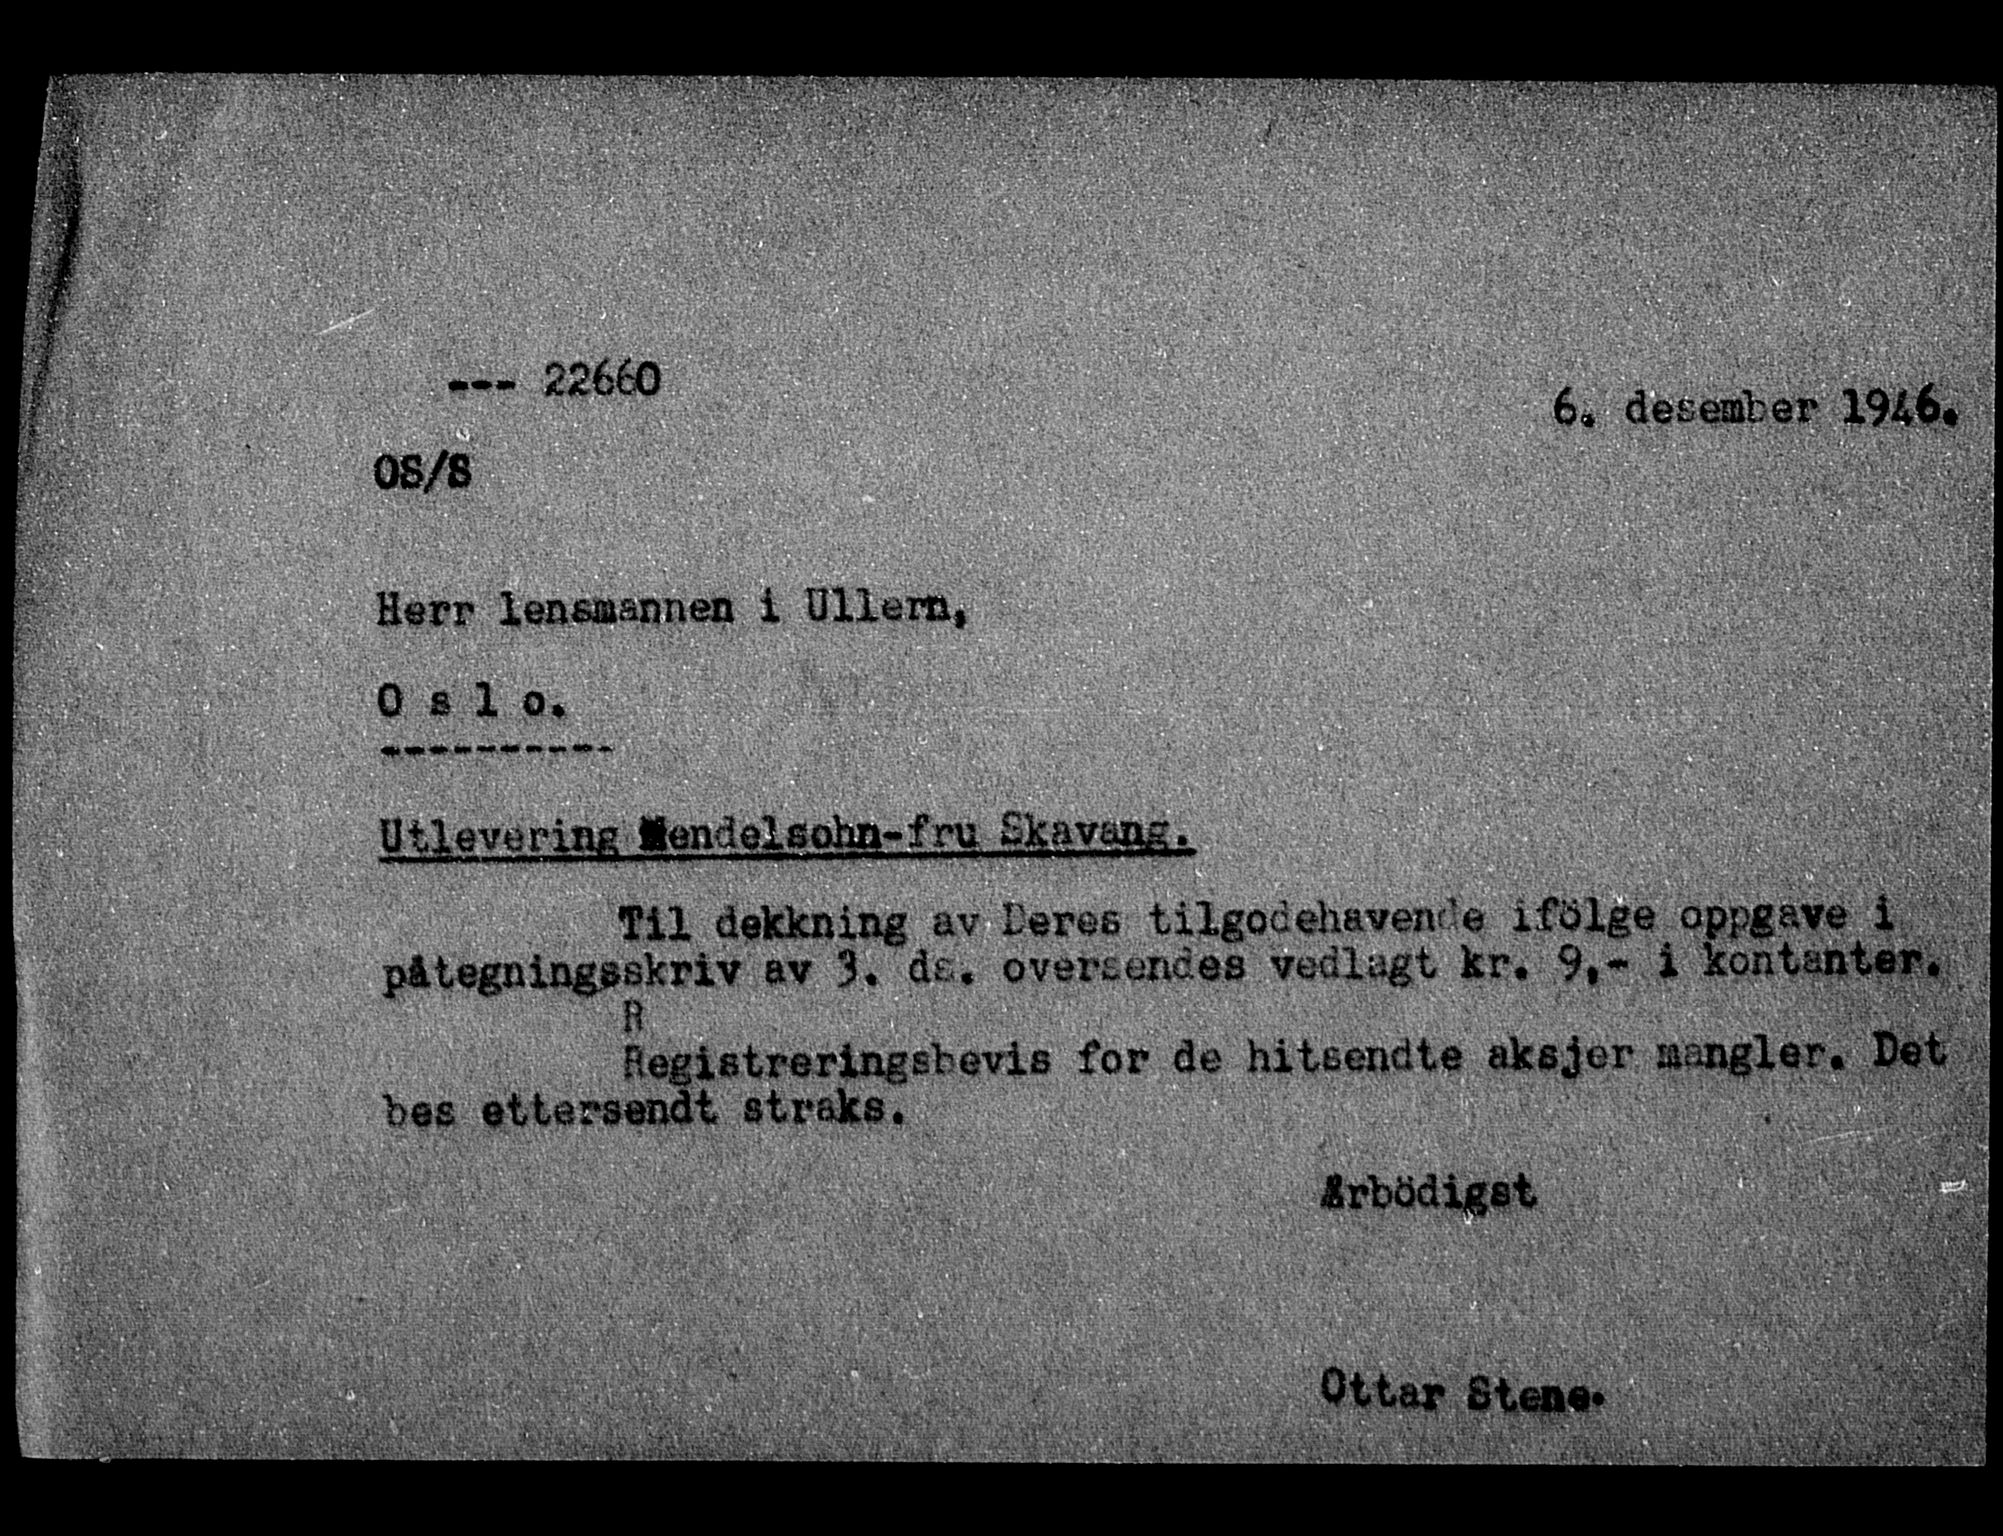 --- 22660
6. desember 1946.
OS/S
Herr lensmannen i Ullern,
O s l o.
----------
Utlevering Mendelsohn-fru Skavang.
Til dekkning av Deres tilgodehavende ifölge oppgave i
påtegningsskriv av 3. ds. oversendes vedlagt kr. 9,- i kontanter.
R
Registreringsbevis for de hitsendte aksjer mangler. Det
bes ettersendt straks.
Ærbödigst
Ottar Stene.